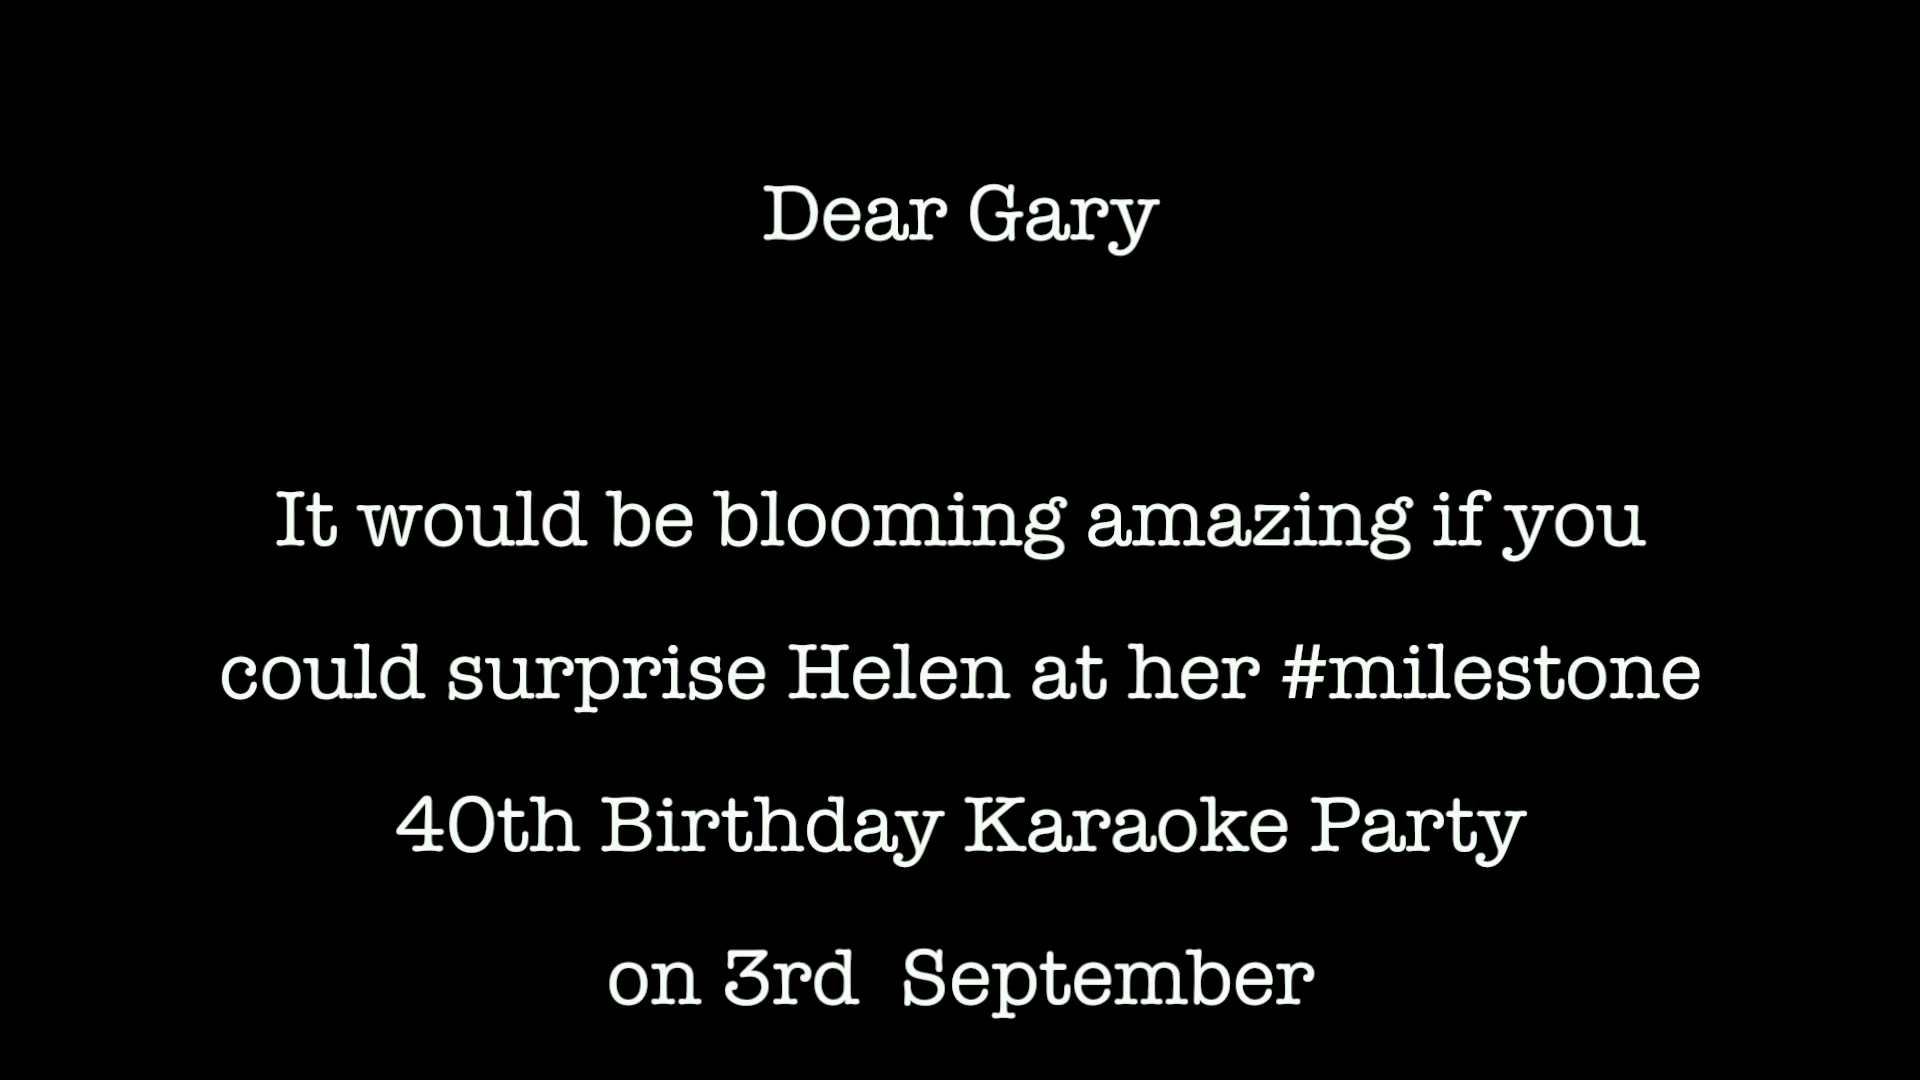 Dear Gary
It would be blooming amazing if you
could surprise Helen at her #milestone
40th Birthday Karaoke Party
on 3rd  September